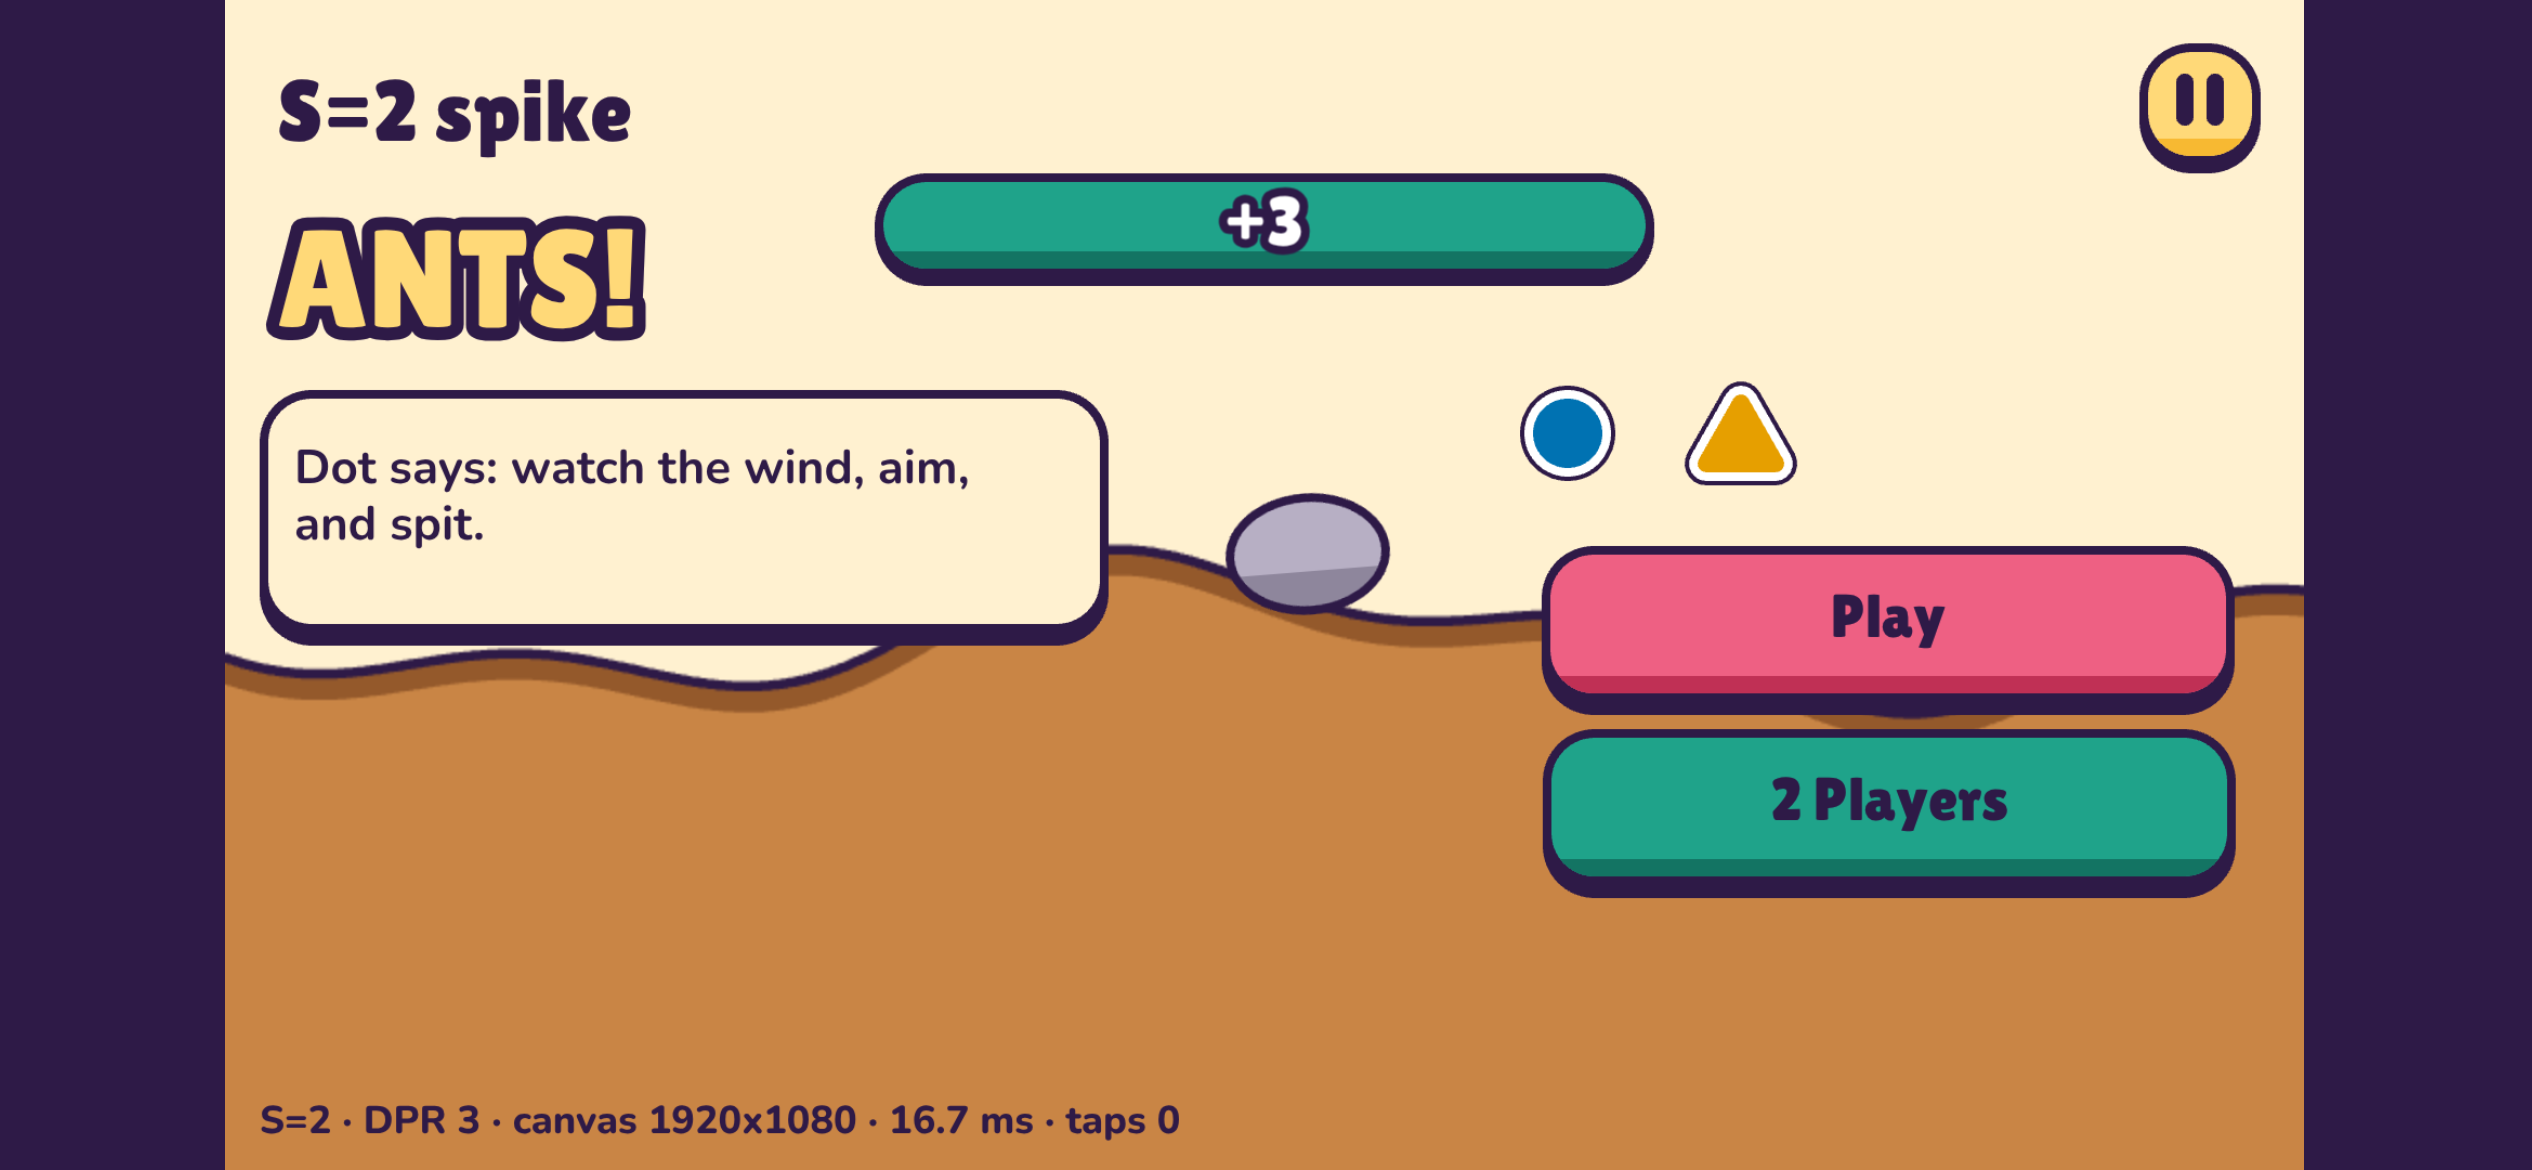 S=2 spike
+3
ANTS!
Dot says: watch the wind, aim,
and spit.
Play
2 Players
S=2 · DPR 3 · canvas 1920x1080 · 16.7 ms · taps 0